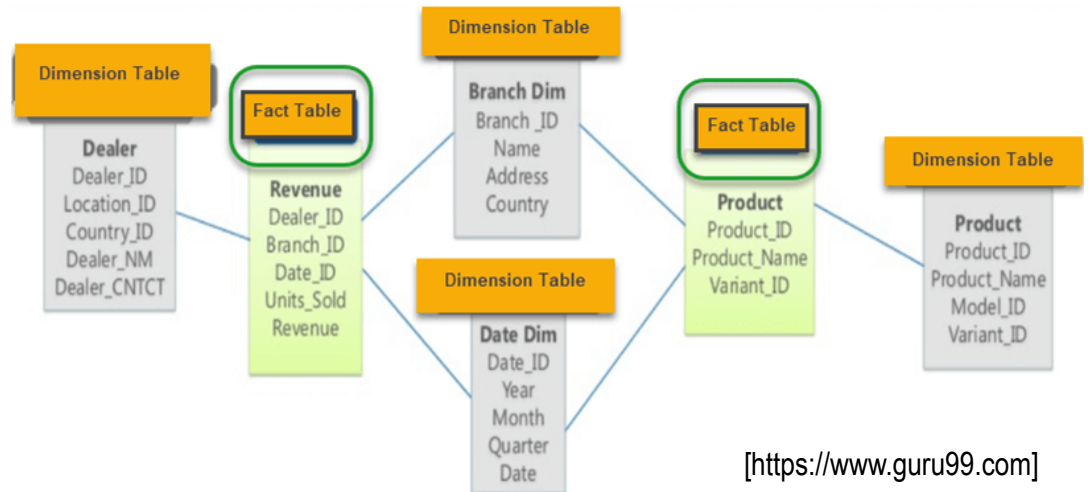 Dimension Table
Dealer
Dealer_ID
Location_ID
Country_ID
Dealer_NM
Dealer_CNTCT
Fact Table
Revenue
Dealer_ID
Branch_ID
Date_ID
Units_Sold
Revenue
Dimension Table
Branch Dim
Branch _ID
Name
Address
Country
Dimension Table
Date Dim
Date_ID
Year
Month
Quarter
Date
Fact Table
Product
Product_ID
Product_Name
Variant_ID
Dimension Table
Product
Product_ID
Product_Name
Model_ID
Variant_ID
[https://www.guru99.com]